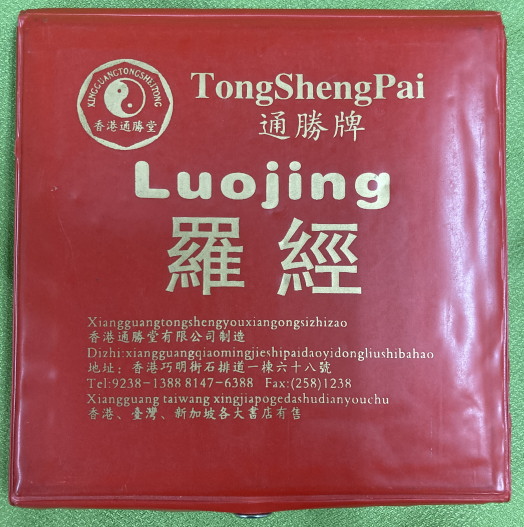 XINGGUANGTONGSHEITONG
香港通勝堂
TongShengPai
通勝牌
Luojing
羅經
Xiangguangtongshengyouxiangongsizhizao
香港通勝堂有限公司制造
Dizhi:xiangguangqiaomingjieshipaidaoyidongliushibahao
地址：香港巧明街石排道一棟六十八號
Tel:9238-1388 8147-6388 Fax:(258)1238
Xiangguang taiwang xingjiapogedashudianyouchu
香港、臺灣、新加坡各大書店有售